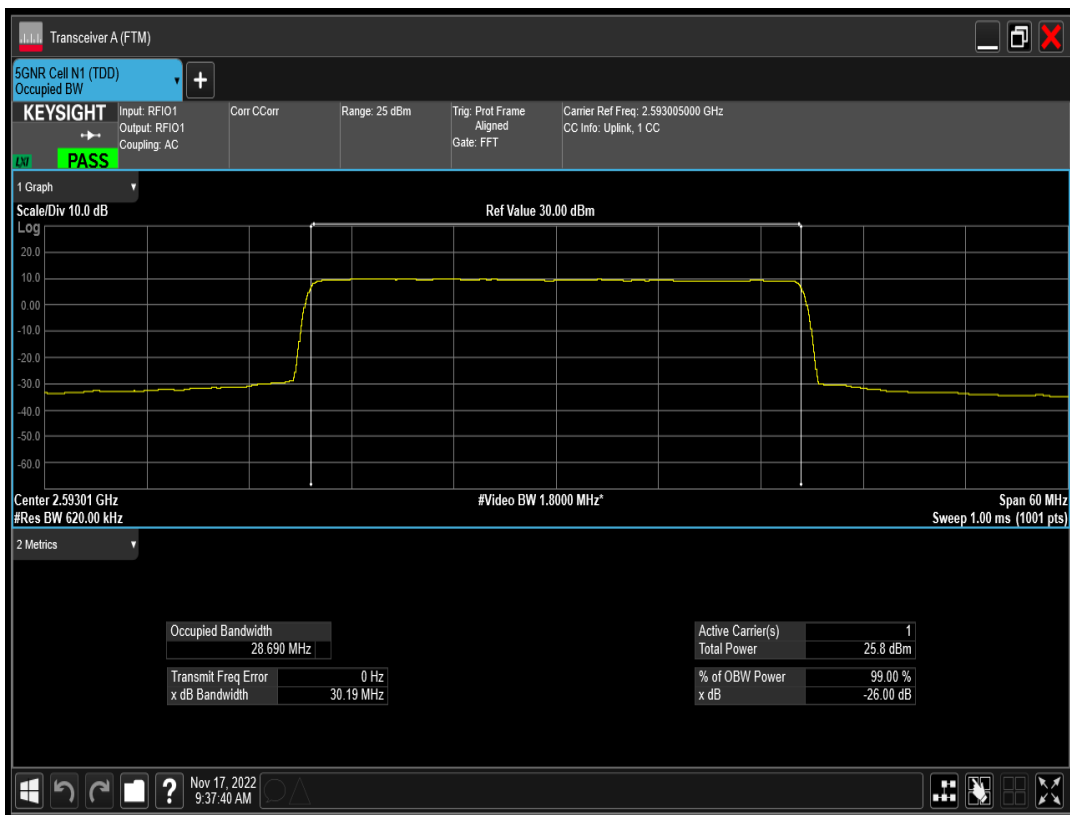 Transceiver A (FTM)
5GNR Cell N1 (TDD)
Occupied BW
+
KEYSIGHT
LXI
PASS
Input: RFIO1
Output: RFIO1
Coupling: AC
Corr CCorr
Range: 25 dBm
Trig: Prot Frame
Aligned
Gate: FFT
Carrier Ref Freq: 2.593005000 GHz
CC Info: Uplink, 1 CC
1 Graph
Scale/Div 10.0 dB
Ref Value 30.00 dBm
Log
20.0
10.0
0.00
-10.0
-20.0
-30.0
-40.0
-50.0
-60.0
Center 2.59301 GHz
#Video BW 1.8000 MHz*
Span 60 MHz
#Res BW 620.00 kHz
Sweep 1.00 ms (1001 pts)
2 Metrics
Occupied Bandwidth
28.690 MHz
Transmit Freq Error 0 Hz
x dB Bandwidth 30.19 MHz
Active Carrier(s) 1
Total Power 25.8 dBm
% of OBW Power 99.00 %
x dB -26.00 dB
?
Nov 17, 2022
9:37:40 AM